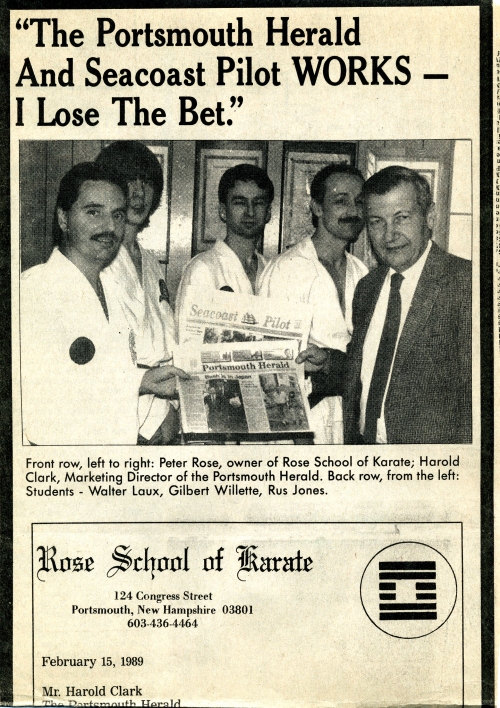 “The Portsmouth Herald
And Seacoast Pilot WORKS —
I Lose The Bet.”
Seacoast Pilot
Portsmouth Herald
Front row, left to right: Peter Rose, owner of Rose School of Karate; Harold
Clark, Marketing Director of the Portsmouth Herald. Back row, from the left:
Students - Walter Laux, Gilbert Willette, Rus Jones.
Rose School of Karate
124 Congress Street
Portsmouth, New Hampshire 03801
603-436-4464
February 15, 1989
Mr. Harold Clark
The Portsmouth Herald